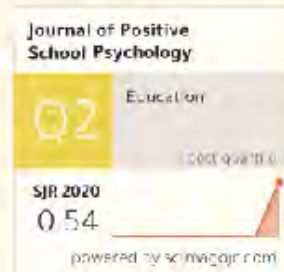 Journal of Positive
School Psychology
Q2
Education
best quartile
SJR 2020
0.54
powered by scimagojr.com